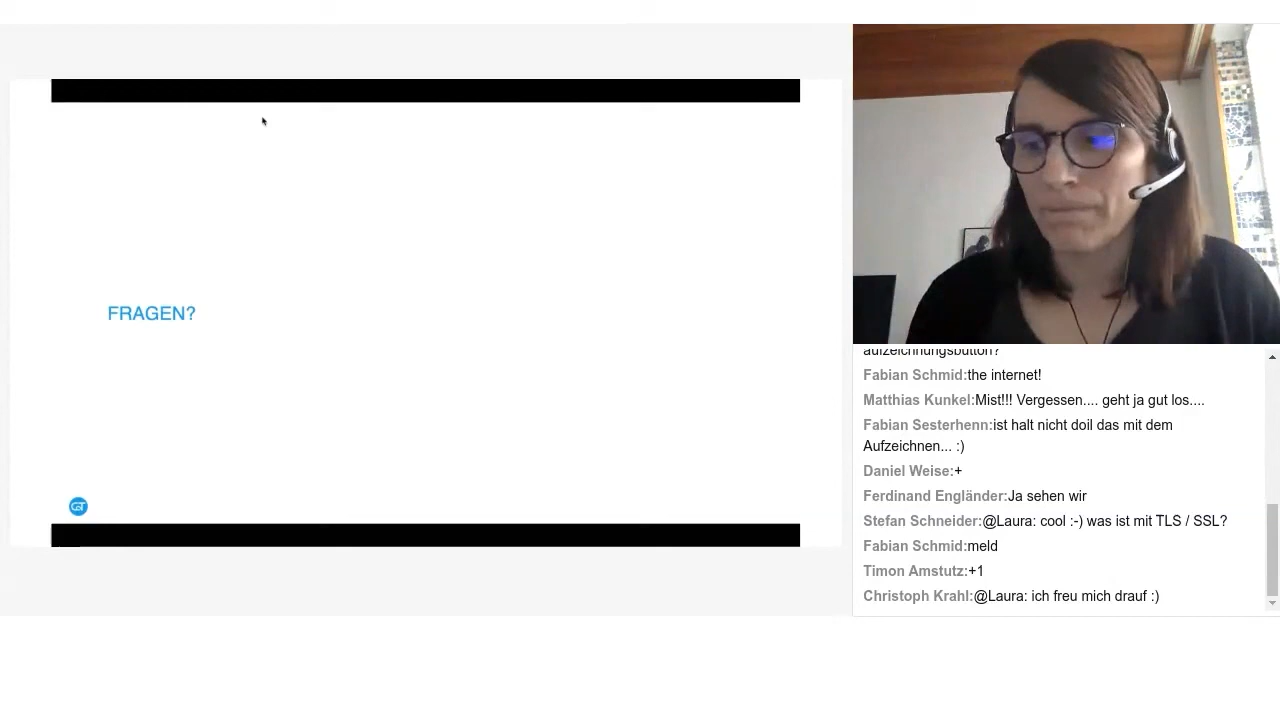 FRAGEN?
aufzeichnungsbutton?
Fabian Schmid:the internet!
Matthias Kunkel:Mist!!! Vergessen.... geht ja gut los....
Fabian Sesterhenn:ist halt nicht doil das mit dem
Aufzeichnen... :)
Daniel Weise:+
Ferdinand Engländer:Ja sehen wir
Stefan Schneider:@Laura: cool :-) was ist mit TLS / SSL?
Fabian Schmid:meld
Timon Amstutz:+1
Christoph Krahl:@Laura: ich freu mich drauf :)